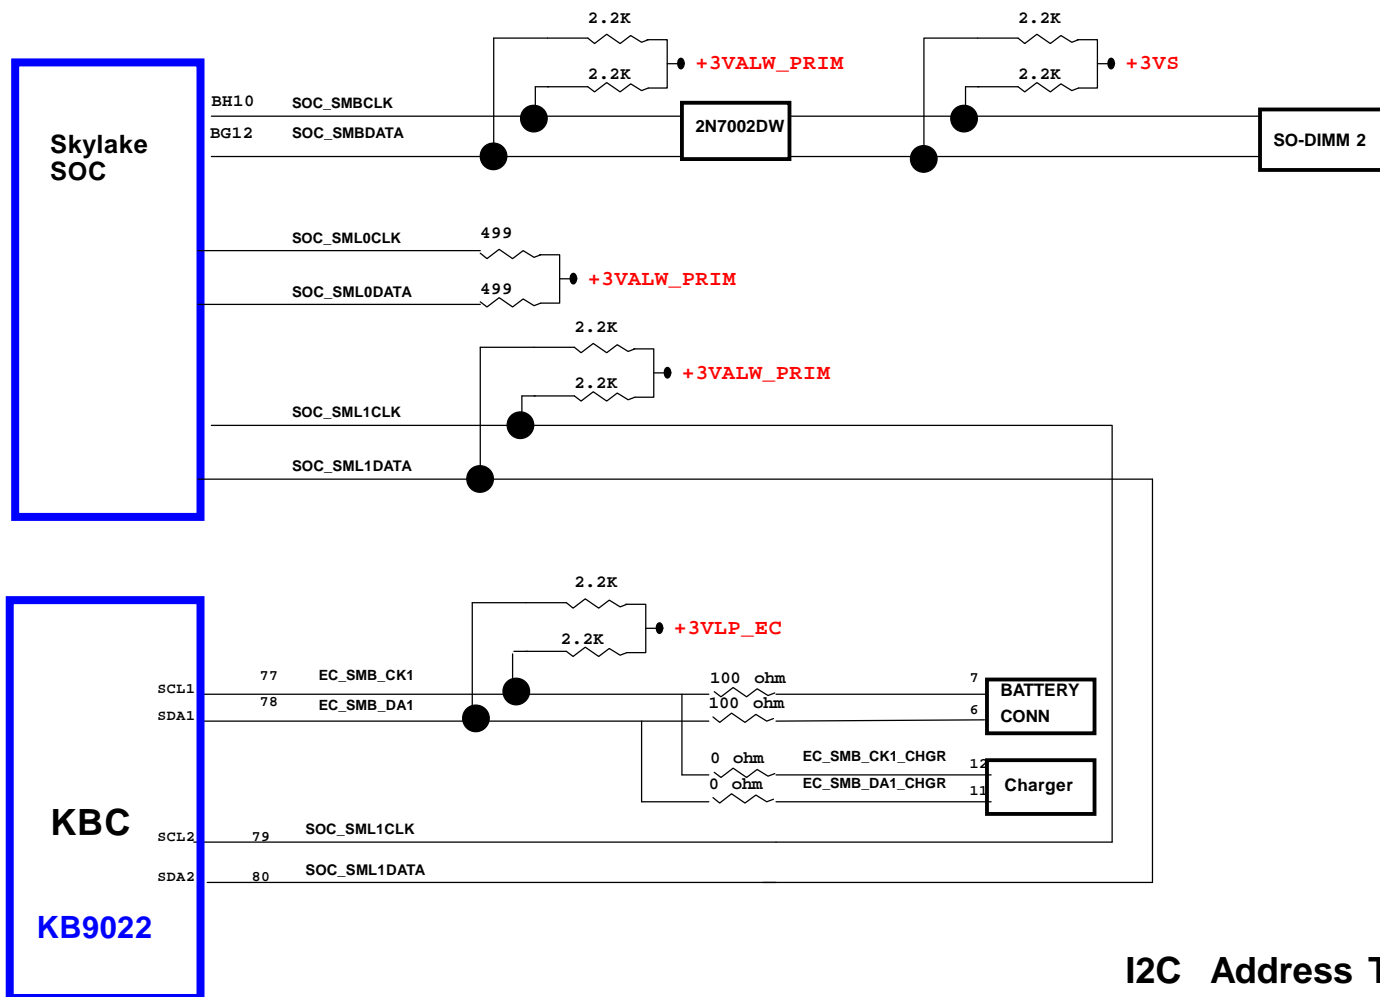 2.2K
2.2K
+3VALW_PRIM
+3VS
2.2K
2.2K
BH10
SOC_SMBCLK
2N7002DW
BG12
SOC_SMBDATA
SO-DIMM 2
Skylake
SOC
SOC_SML0CLK
499
+3VALW_PRIM
SOC_SML0DATA
499
2.2K
+3VALW_PRIM
2.2K
SOC_SML1CLK
SOC_SML1DATA
2.2K
+3VLP_EC
2.2K
SCL1
77
EC_SMB_CK1
100 ohm
7
BATTERY
CONN
SDA1
78
EC_SMB_DA1
100 ohm
6
0 ohm
EC_SMB_CK1_CHGR
12
0 ohm
EC_SMB_DA1_CHGR
11
Charger
KBC
SCL2
79
SOC_SML1CLK
SDA2
80
SOC_SML1DATA
KB9022
I2C Address T